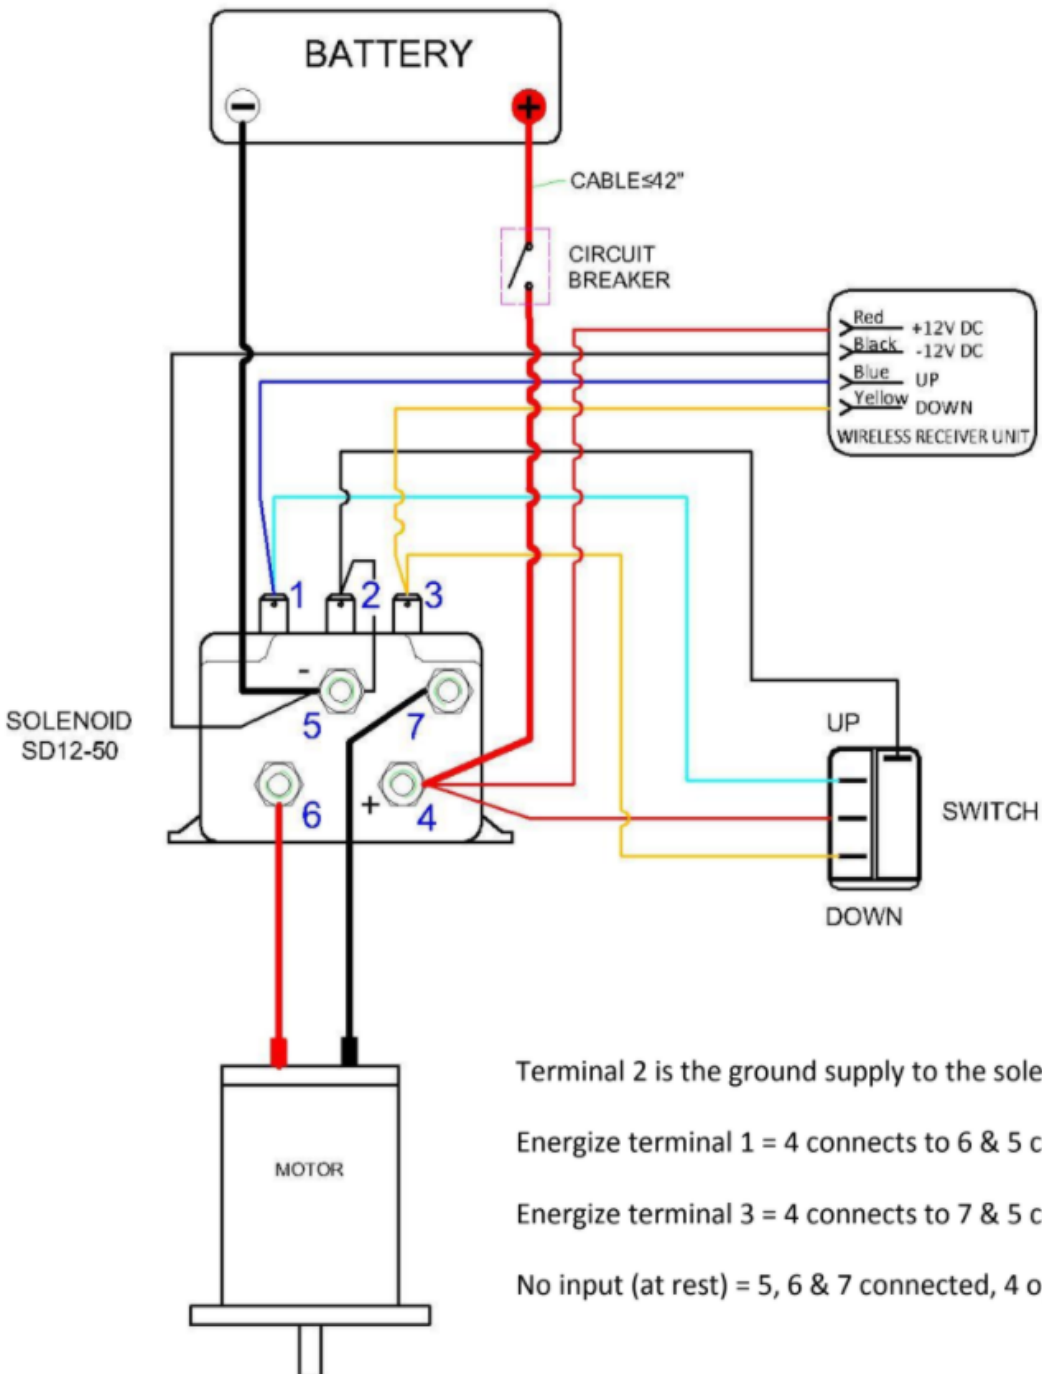 BATTERY
CABLE≤42"
CIRCUIT
BREAKER
Red +12V DC
Black -12V DC
Blue UP
Yellow DOWN
WIRELESS RECEIVER UNIT
1 2 3
-
5 7
SOLENOID
SD12-50
6 + 4
UP
SWITCH
DOWN
MOTOR
Terminal 2 is the ground supply to the sole
Energize terminal 1 = 4 connects to 6 & 5 c
Energize terminal 3 = 4 connects to 7 & 5 c
No input (at rest) = 5, 6 & 7 connected, 4 o